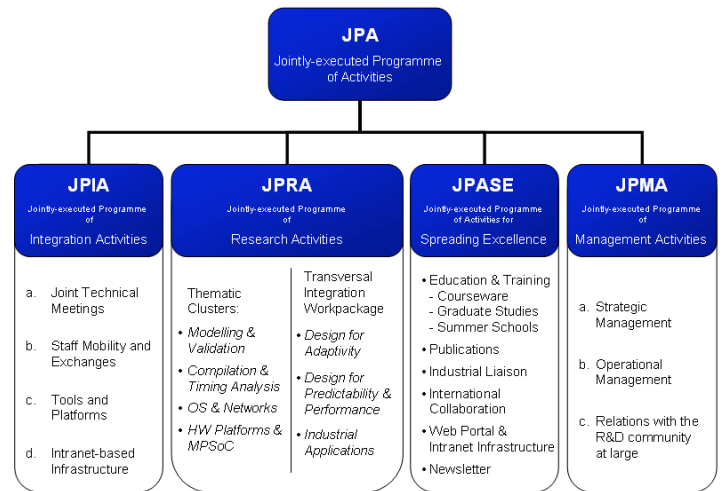 JPA
Jointly-executed Programme
of Activities
JPIA
Jointly-executed Programme
of
Integration Activities
a. Joint Technical
Meetings
b. Staff Mobility and
Exchanges
c. Tools and
Platforms
d. Intranet-based
Infrastructure
JPRA
Jointly-executed Programme
of
Research Activities
Thematic
Clusters:
• Modelling &
Validation
• Compilation &
Timing Analysis
• OS & Networks
• HW Platforms &
MPSoC
Transversal
Integration
Workpackage
• Design for
Adaptivity
• Design for
Predictability &
Performance
• Industrial
Applications
JPASE
Jointly-executed Programme
of Activities for
Spreading Excellence
• Education & Training
- Courseware
- Graduate Studies
- Summer Schools
• Publications
• Industrial Liaison
• International
Collaboration
• Web Portal &
Intranet Infrastructure
• Newsletter
JPMA
Jointly-executed Programme
of
Management Activities
a. Strategic
Management
b. Operational
Management
c. Relations with the
R&D community
at large